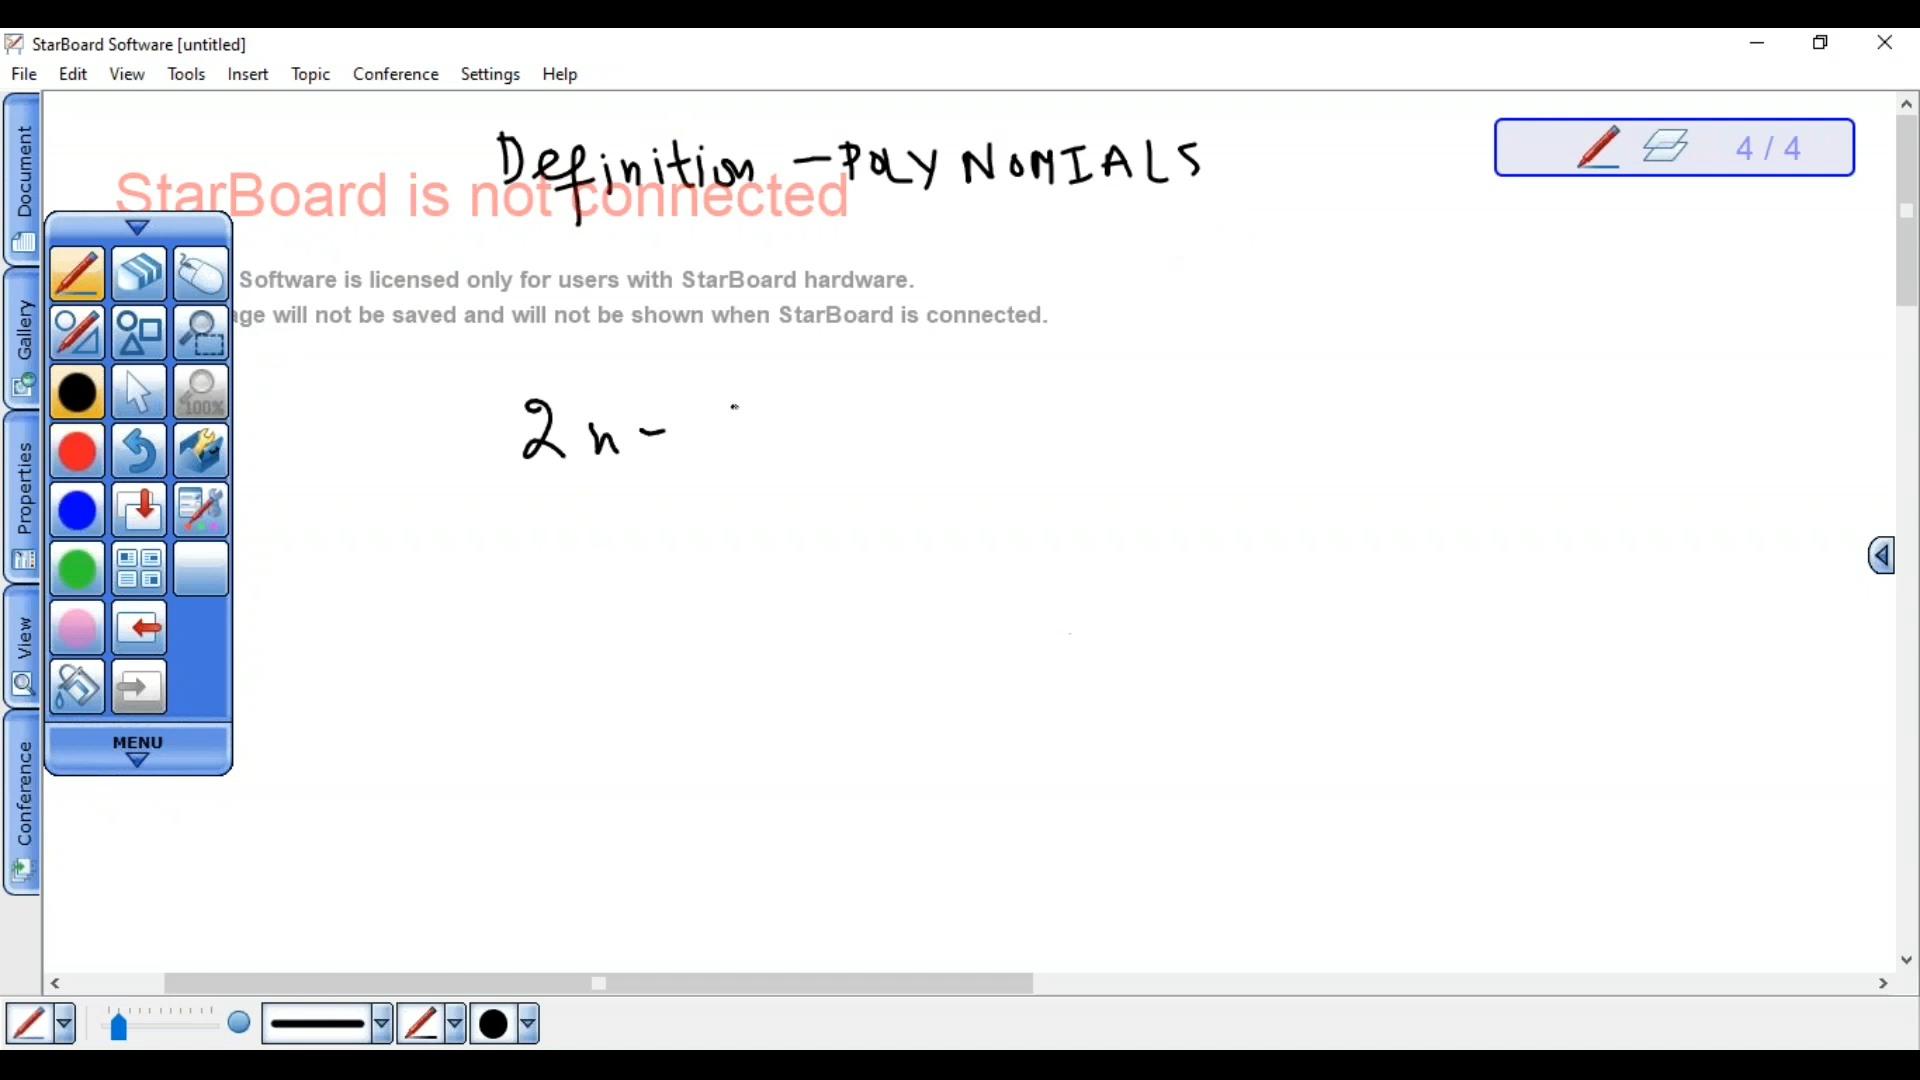 StarBoard Software [untitled]
File Edit View Tools Insert Topic Conference Settings Help
Definition - POLYNOMIALS
4 / 4
StarBoard is not connected
Software is licensed only for users with StarBoard hardware.
age will not be saved and will not be shown when StarBoard is connected.
2n-
Document
Gallery
Properties
View
Conference
100%
MENU